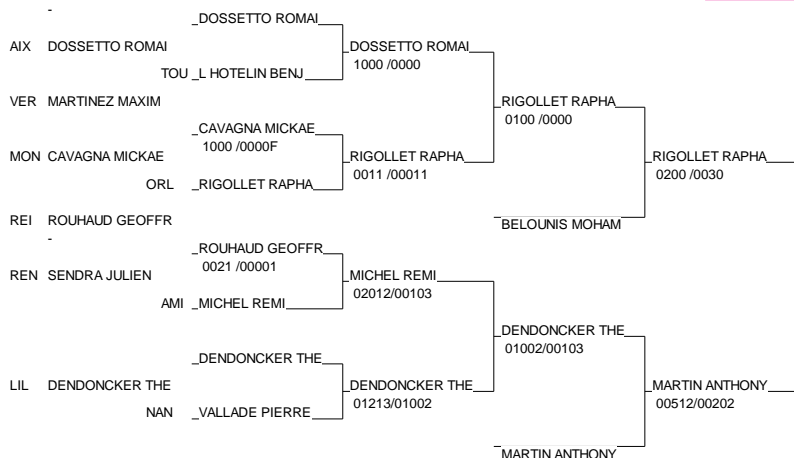 -
_DOSSETTO ROMAI
AIX DOSSETTO ROMAI DOSSETTO ROMAI
1000 /0000
TOU _L HOTELIN BENJ
VER MARTINEZ MAXIM RIGOLLET RAPHA
0100 /0000
_CAVAGNA MICKAE
1000 /0000F
MON CAVAGNA MICKAE RIGOLLET RAPHA RIGOLLET RAPHA
0011 /00011 0200 /0030
ORL _RIGOLLET RAPHA
REI ROUHAUD GEOFFR BELOUNIS MOHAM
-
_ROUHAUD GEOFFR
0021 /00001
REN SENDRA JULIEN MICHEL REMI
02012/00103
AMI _MICHEL REMI
DENDONCKER THE
01002/00103
_DENDONCKER THE
LIL DENDONCKER THE DENDONCKER THE MARTIN ANTHONY
01213/01002 00512/00202
NAN _VALLADE PIERRE
MARTIN ANTHONY